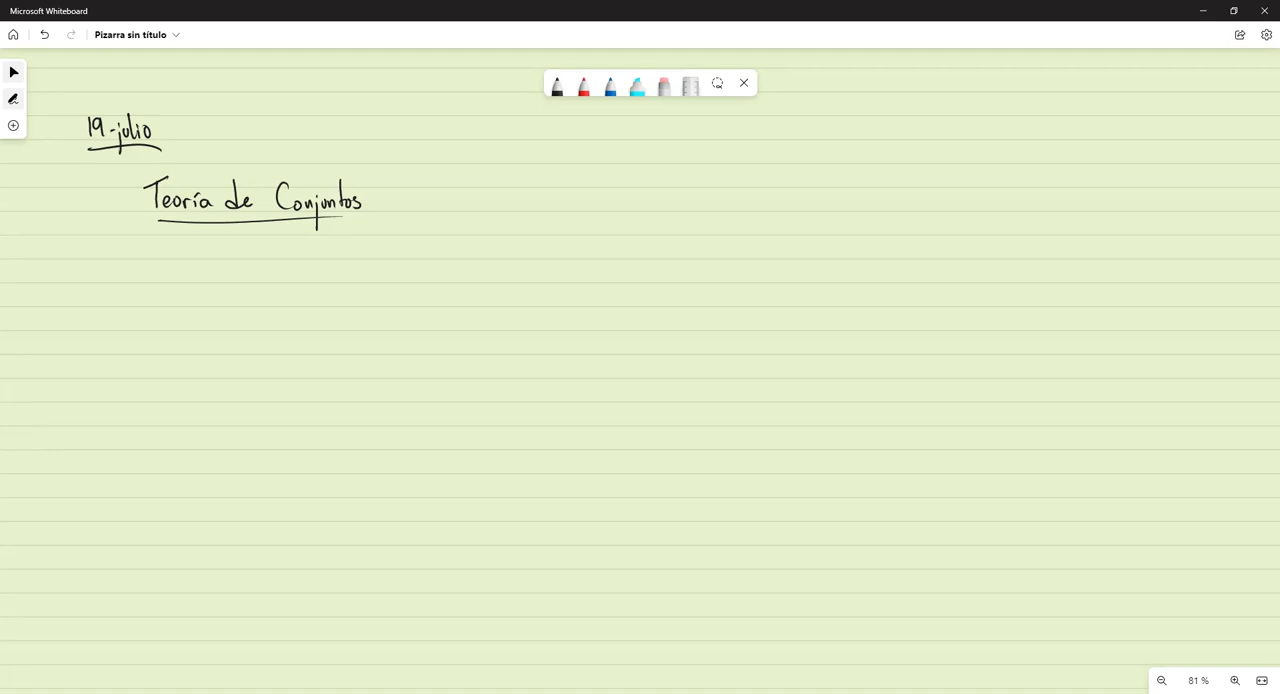 Microsoft Whiteboard
Pizarra sin título
19-julio
Teoría de Conjuntos
81 %